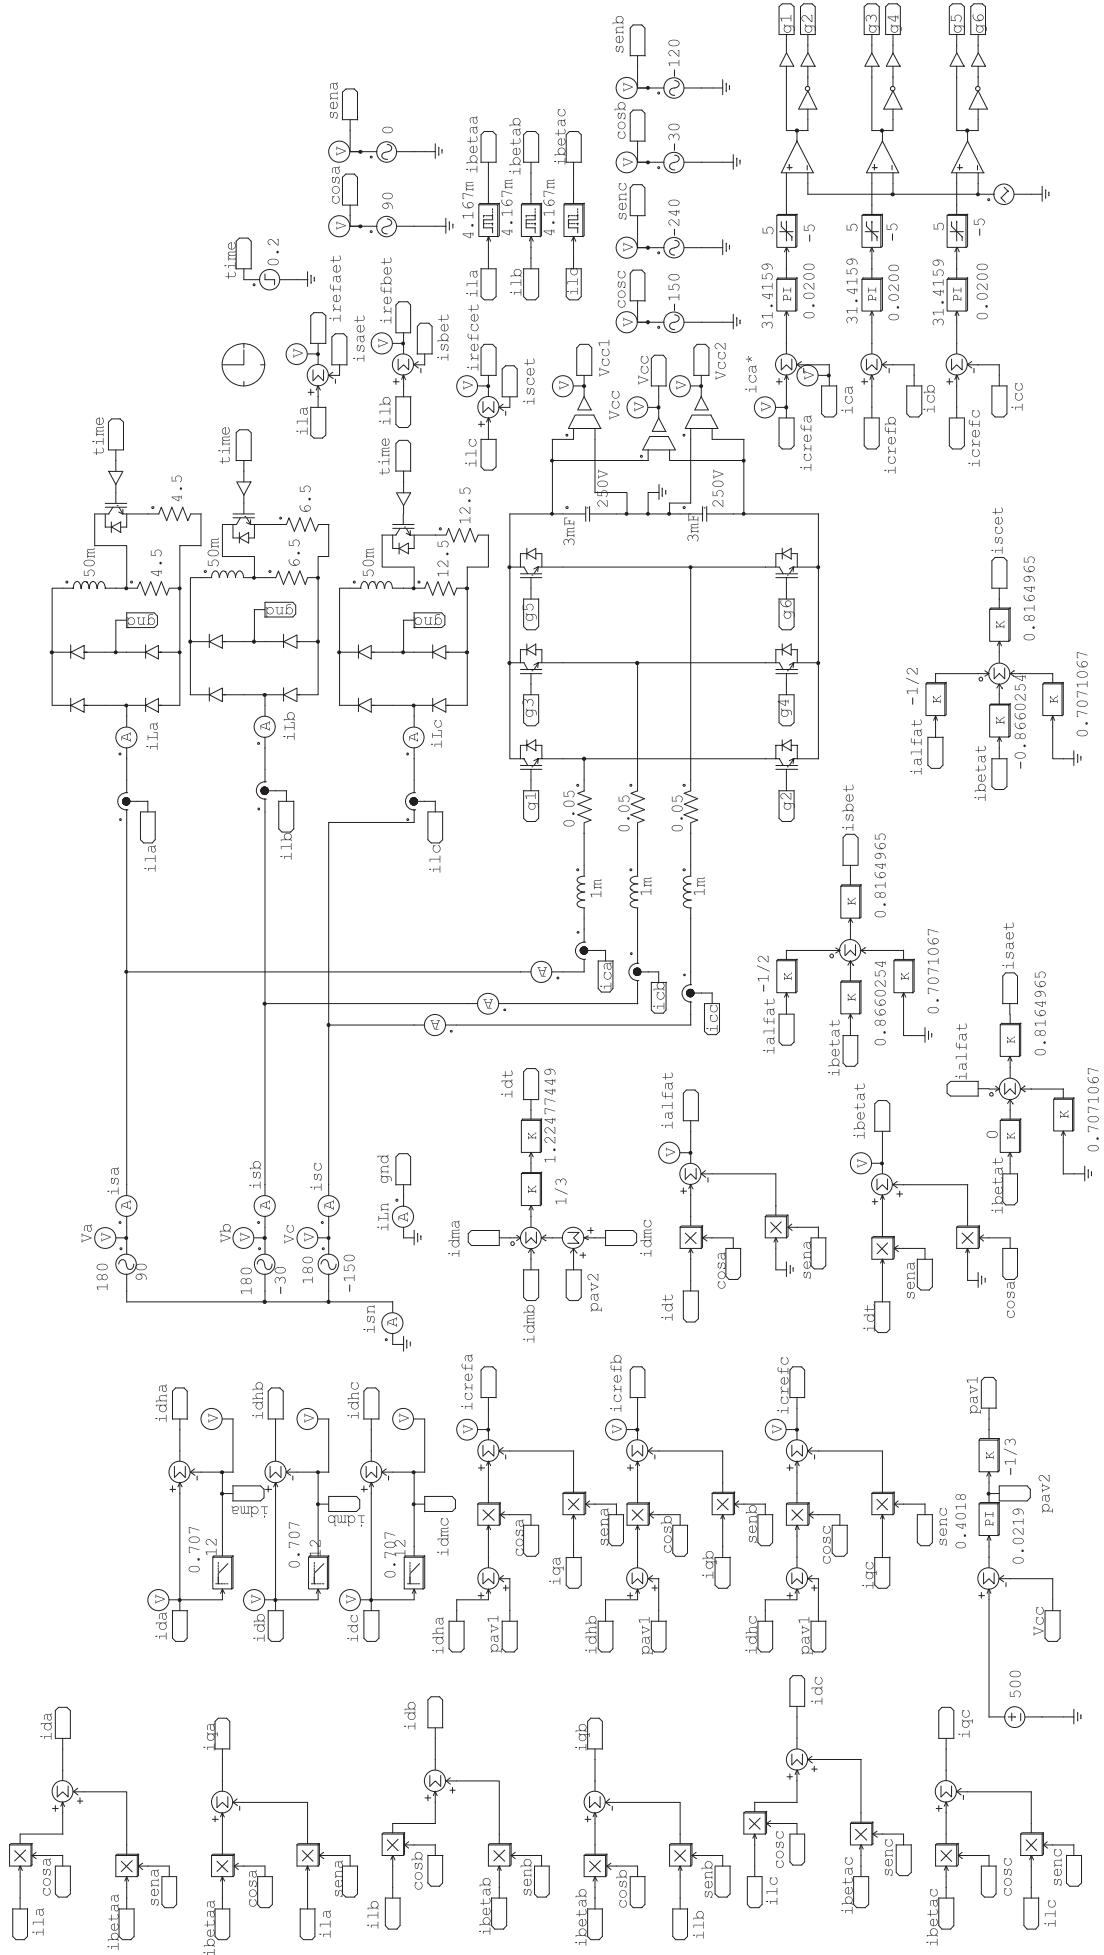 ila
cosa
ida
ibetaa
sena
ibetaa
cosa
iqa
ila
sena
ilb
cosb
idb
ibetab
senb
ibetab
cosb
iqb
ilb
senb
ilc
cosc
idc
ibetac
senc
ibetac
cosc
iqc
ilc
senc
ida
0.707
12
idha
idma
idb
0.707
12
idhb
idmb
idc
0.707
12
idhc
idmc
idha
pav1
cosa
icrefa
iqa
sena
idhb
pav1
cosb
icrefb
iqb
senb
idhc
pav1
cosc
icrefc
iqc
senc
500
Vcc
0.4018
PI
0.0219
pav2
K
-1/3
pav1
isn
180
90
Va
isa
180
-30
Vb
isb
180
-150
Vc
isc
iLn
gnd
idmb
idma
pav2
idmc
K
1/3
K
1.22477449
idt
idt
cosa
sena
ialfat
idt
sena
cosa
ibetat
ila
iLa
50m
4.5
4.5
time
gnd
ilb
iLb
50m
6.5
6.5
time
gnd
ilc
iLc
50m
12.5
12.5
time
gnd
ica
1m
0.05
icb
1m
0.05
icc
1m
0.05
g1
g3
g5
g2
g4
g6
3mF
250V
3mF
250V
Vcc
Vcc1
Vcc
Vcc2
ibetat
0
K
ialfat
K
0.8164965
isaet
K
0.7071067
ialfat
-1/2
K
ibetat
K
0.8660254
K
0.8164965
isbet
K
0.7071067
ialfat
-1/2
K
ibetat
K
-0.8660254
K
0.8164965
iscet
K
0.7071067
ila
irefaet
isaet
ilb
irefbet
isbet
ilc
irefcet
iscet
time
0.2
cosa
90
sena
0
ila
4.167m
ibetaa
ilb
4.167m
ibetab
ilc
4.167m
ibetac
cosc
-150
senc
-240
cosb
-30
senb
-120
icrefa
ica*
ica
31.4159
PI
0.0200
5
-5
g1
g2
icrefb
icb
31.4159
PI
0.0200
5
-5
g3
g4
icrefc
icc
31.4159
PI
0.0200
5
-5
g5
g6